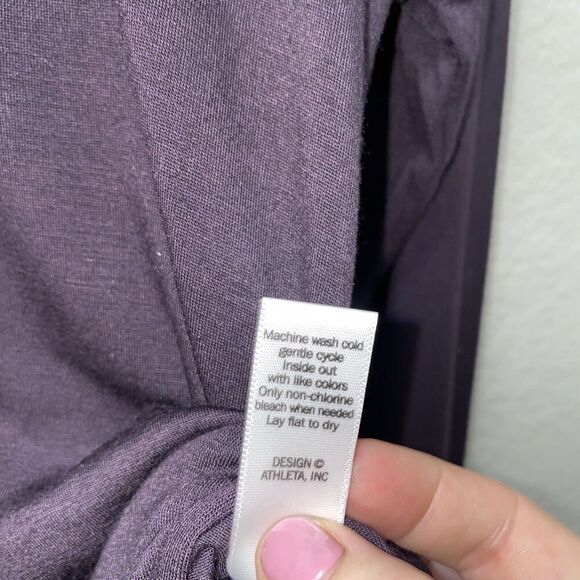 Machine wash cold
gentle cycle
Inside out
with like colors
Only non-chlorine
bleach when needed
Lay flat to dry
DESIGN ©
ATHLETA, INC